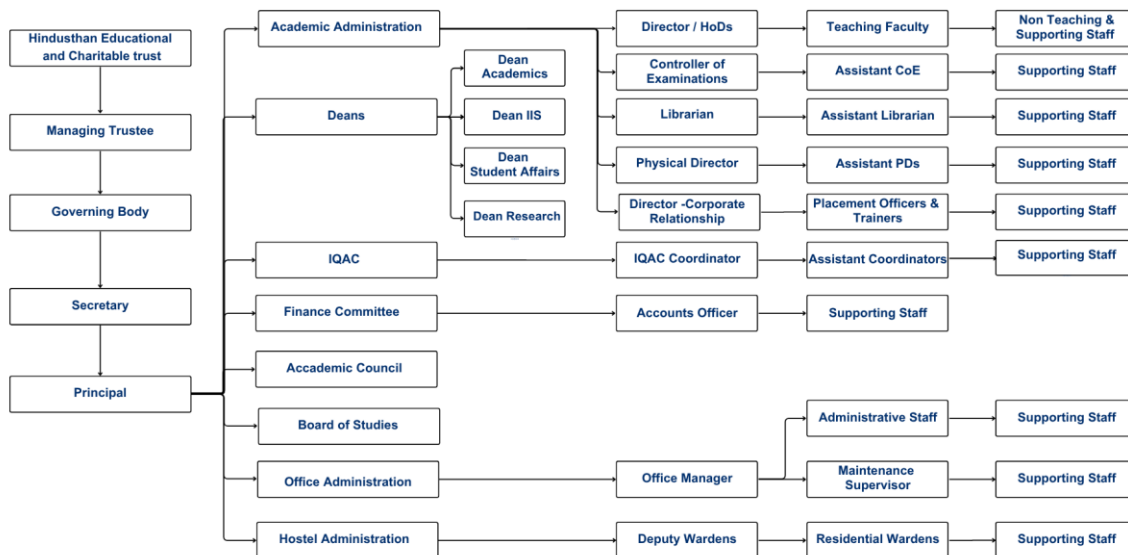 Hindusthan Educational
and Charitable trust
Managing Trustee
Governing Body
Secretary
Principal
Academic Administration
Deans
IQAC
Finance Committee
Accademic Council
Board of Studies
Office Administration
Hostel Administration
Dean
Academics
Dean IIS
Dean
Student Affairs
Dean Research
Director / HoDs
Controller of
Examinations
Librarian
Physical Director
Director -Corporate
Relationship
IQAC Coordinator
Accounts Officer
Office Manager
Deputy Wardens
Teaching Faculty
Assistant CoE
Assistant Librarian
Assistant PDs
Placement Officers &
Trainers
Assistant Coordinators
Supporting Staff
Administrative Staff
Maintenance
Supervisor
Residential Wardens
Non Teaching &
Supporting Staff
Supporting Staff
Supporting Staff
Supporting Staff
Supporting Staff
Supporting Staff
Supporting Staff
Supporting Staff
Supporting Staff